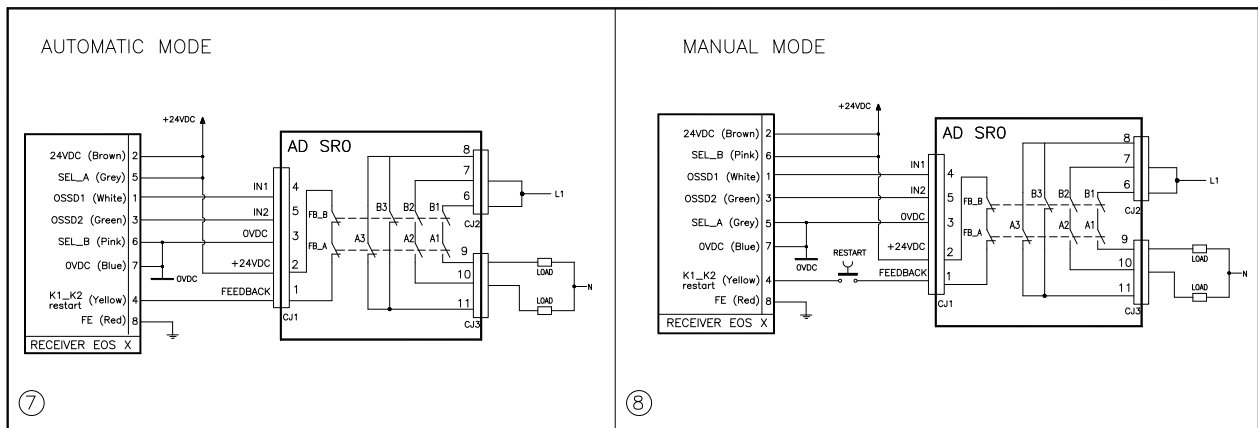 AUTOMATIC MODE
+24VDC
24VDC (Brown) 2
SEL_A (Grey) 5
OSSD1 (White) 1
OSSD2 (Green) 3
SEL_B (Pink) 6
0VDC (Blue) 7
K1_K2 (Yellow) 4
restart
FE (Red) 8
RECEIVER EOS X
0VDC
IN1
IN2
0VDC
+24VDC
FEEDBACK
4
5
3
2
1
CJ1
AD SR0
FB_B
FB_A
B3
B2
B1
A3
A2
A1
8
7
6
CJ2
9
10
11
CJ3
L1
LOAD
LOAD
N
7
MANUAL MODE
+24VDC
24VDC (Brown) 2
SEL_B (Pink) 6
OSSD1 (White) 1
OSSD2 (Green) 3
SEL_A (Grey) 5
0VDC (Blue) 7
K1_K2 (Yellow) 4
restart
FE (Red) 8
RECEIVER EOS X
0VDC
RESTART
IN1
IN2
0VDC
+24VDC
FEEDBACK
4
5
3
2
1
CJ1
AD SR0
FB_B
FB_A
B3
B2
B1
A3
A2
A1
8
7
6
CJ2
9
10
11
CJ3
L1
LOAD
LOAD
N
8